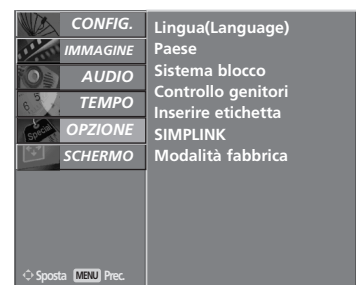 CONFIG.
IMMAGINE
AUDIO
TEMPO
Special
OPZIONE
SCHERMO
Lingua(Language)
Paese
Sistema blocco
Controllo genitori
Inserire etichetta
SIMPLINK
Modalità fabbrica
Sposta MENU Prec.